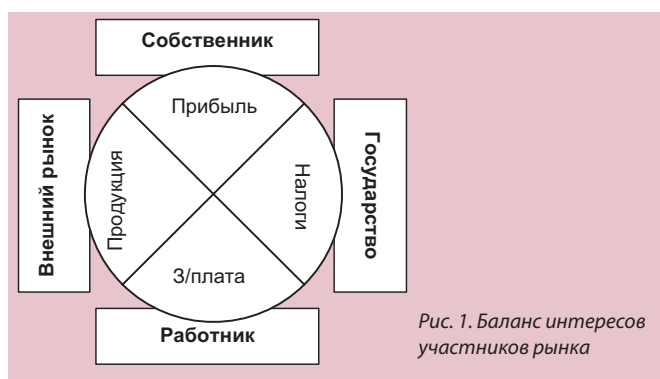 Собственник
Прибыль
Внешний рынок
Продукция
Налоги
Государство
З/плата
Работник
Рис. 1. Баланс интересов
участников рынка